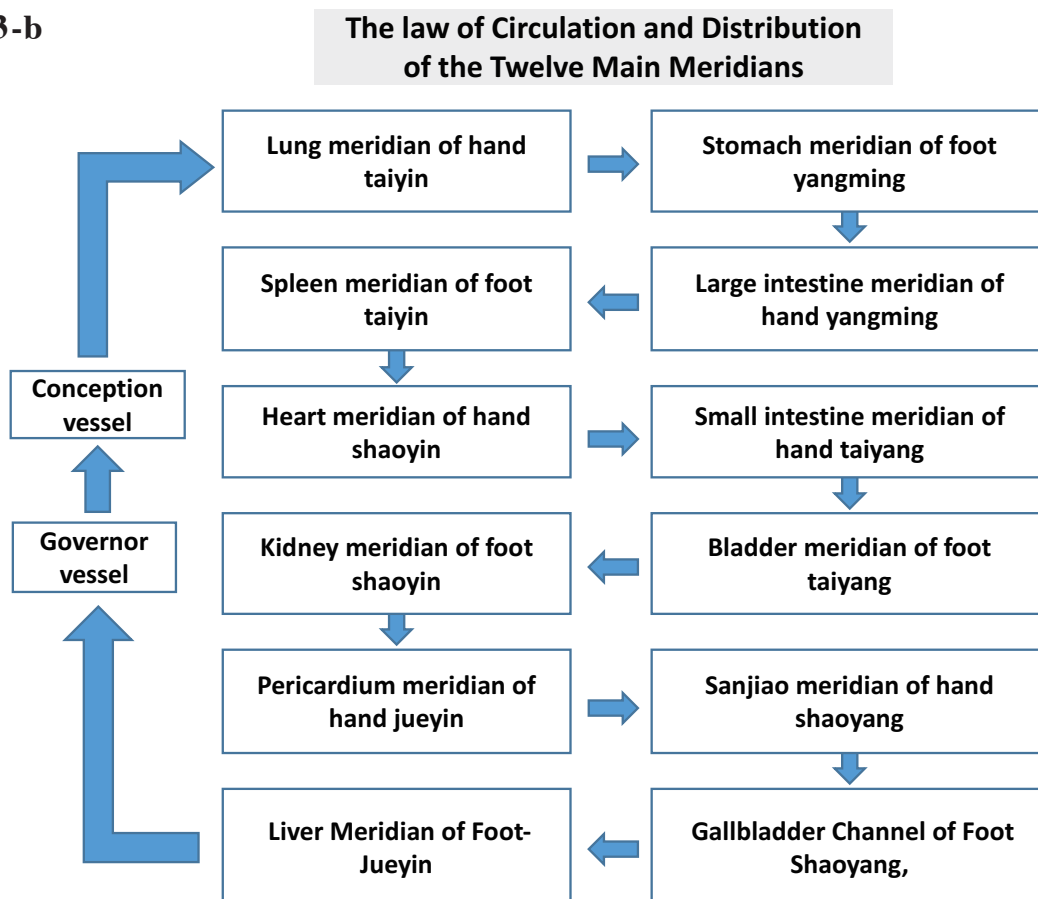 3-b
The law of Circulation and Distribution
of the Twelve Main Meridians
Lung meridian of hand
taiyin
Stomach meridian of foot
yangming
Spleen meridian of foot
taiyin
Large intestine meridian of
hand yangming
Conception
vessel
Heart meridian of hand
shaoyin
Small intestine meridian of
hand taiyang
Governor
vessel
Kidney meridian of foot
shaoyin
Bladder meridian of foot
taiyang
Pericardium meridian of
hand jueyin
Sanjiao meridian of hand
shaoyang
Liver Meridian of Foot-
Jueyin
Gallbladder Channel of Foot
Shaoyang,